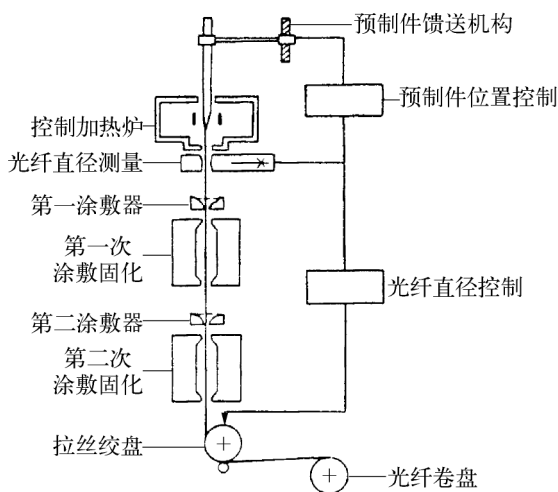 预制件馈送机构
预制件位置控制
控制加热炉
光纤直径测量
第一涂敷器
第一次
涂敷固化
光纤直径控制
第二涂敷器
第二次
涂敷固化
拉丝绞盘
光纤卷盘